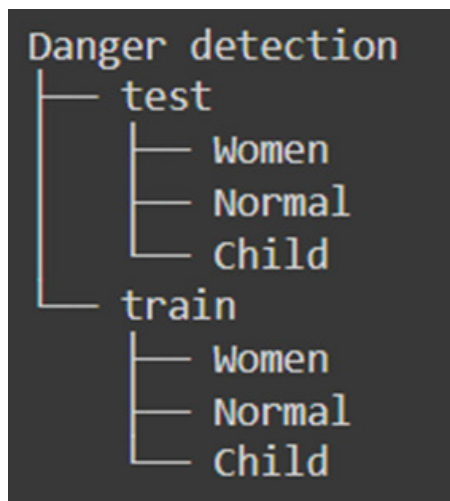 Danger detection
test
Women
Normal
Child
train
Women
Normal
Child